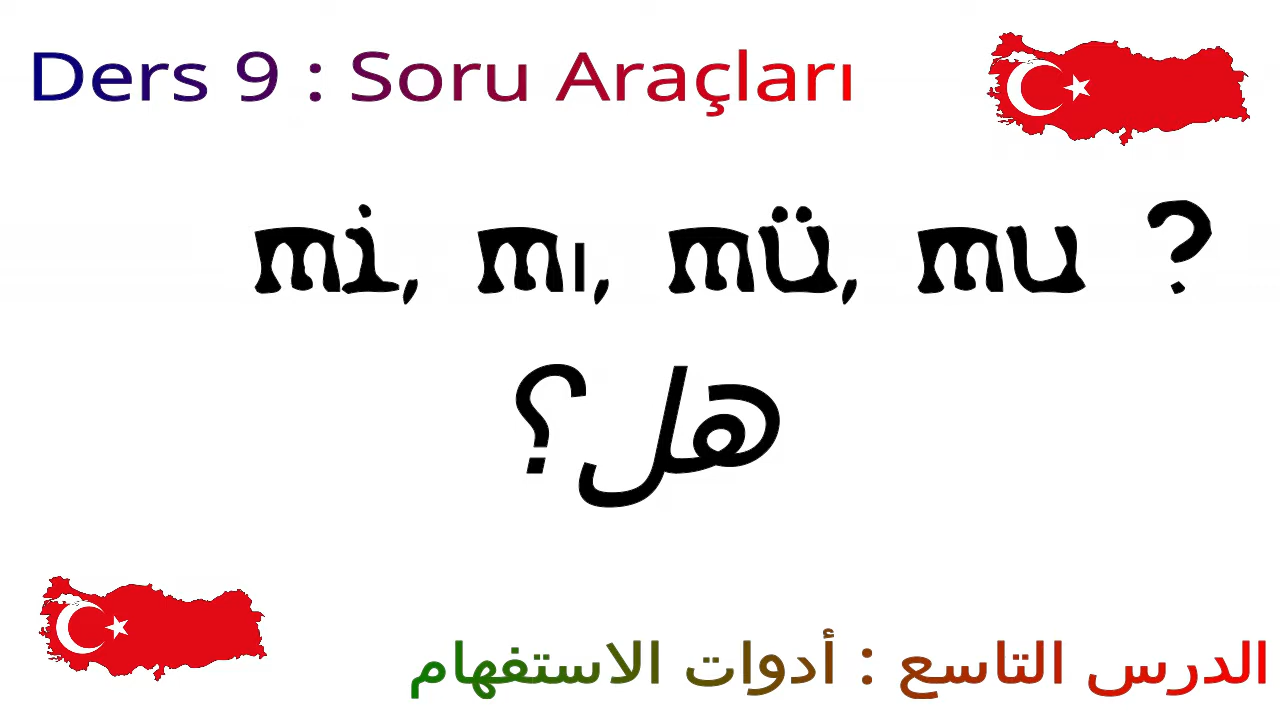 Ders 9 : Soru Araçları
mi, mı, mü, mu ?
هل؟
الدرس التاسع : أدوات الاستفهام